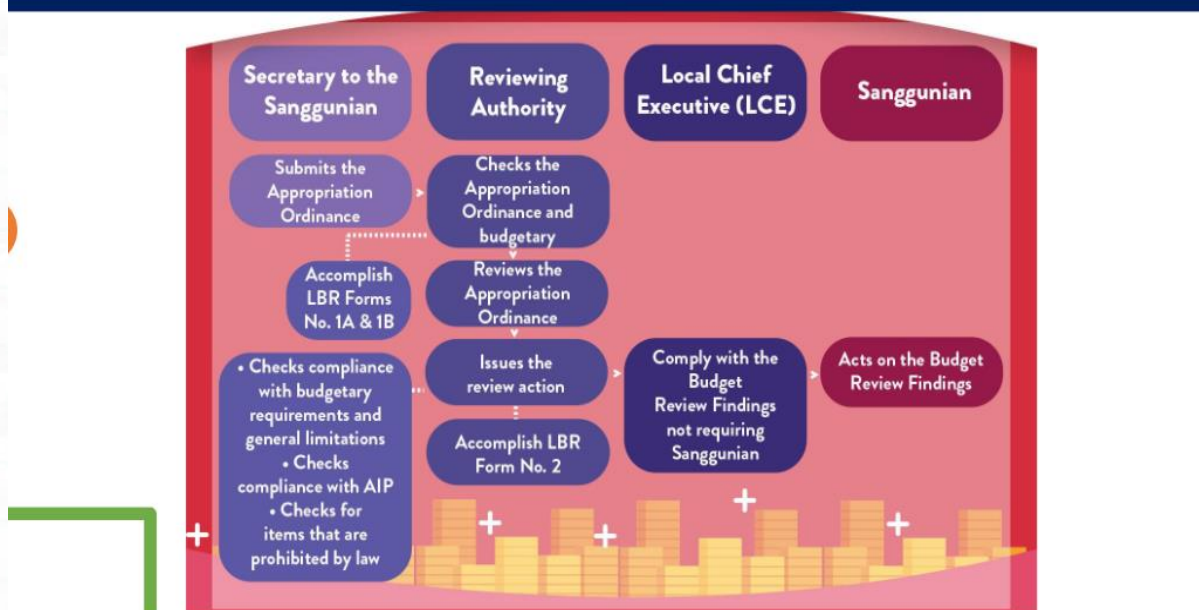 Secretary to the
Sanggunian
Reviewing
Authority
Local Chief
Executive (LCE)
Sanggunian
Submits the
Appropriation
Ordinance
Checks the
Appropriation
Ordinance and
budgetary
Accomplish
LBR Forms
No. 1A & 1B
Reviews the
Appropriation
Ordinance
• Checks compliance
with budgetary
requirements and
general limitations
• Checks
compliance with AIP
• Checks for
items that are
prohibited by law
Issues the
review action
Accomplish LBR
Form No. 2
Comply with the
Budget
Review Findings
not requiring
Sanggunian
Acts on the Budget
Review Findings